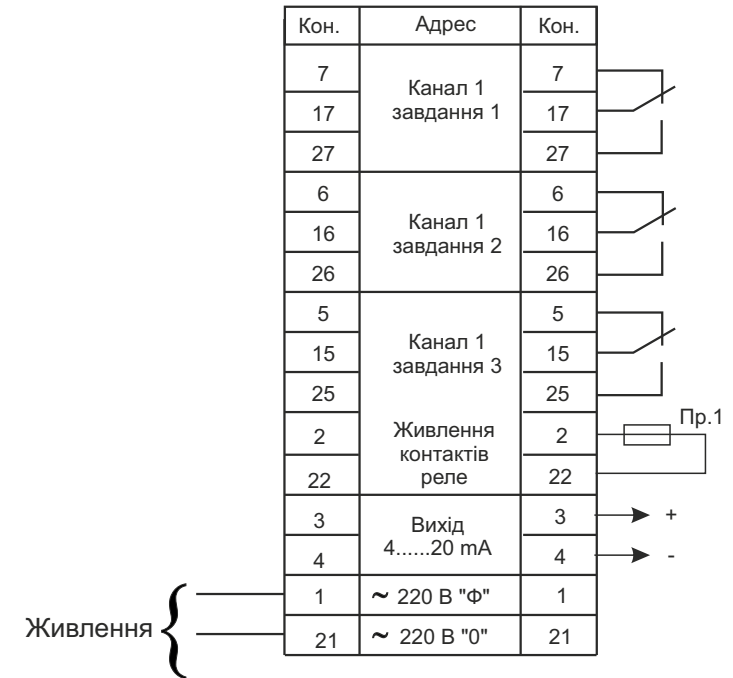 Кон. Адрес Кон.
7 Канал 1 7
17 завдання 1 17
27 27
6 6
16 Канал 1 16
завдання 2
26 26
5 5
15 Канал 1 15
завдання 3
25 25
Пр.1
2 Живлення 2
контактів
22 реле 22
3 Вихід 3 +
4 4......20 mA 4 -
1 ~ 220 В "Ф" 1
Живлення {
21 ~ 220 В "0" 21